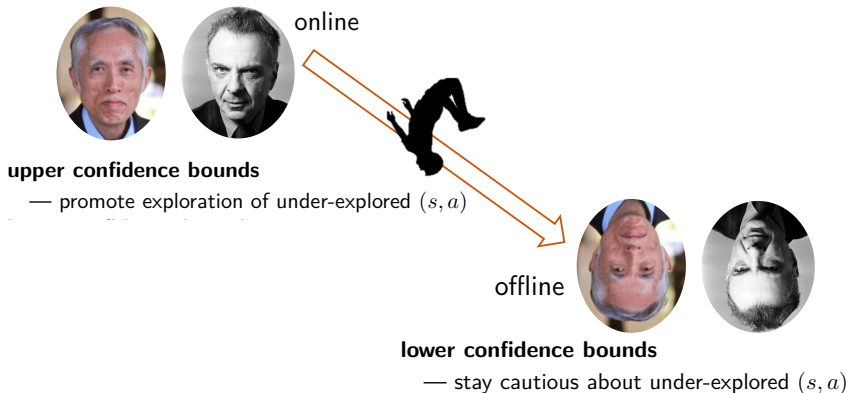 online
upper confidence bounds
— promote exploration of under-explored (s, a)
offline
lower confidence bounds
— stay cautious about under-explored (s, a)